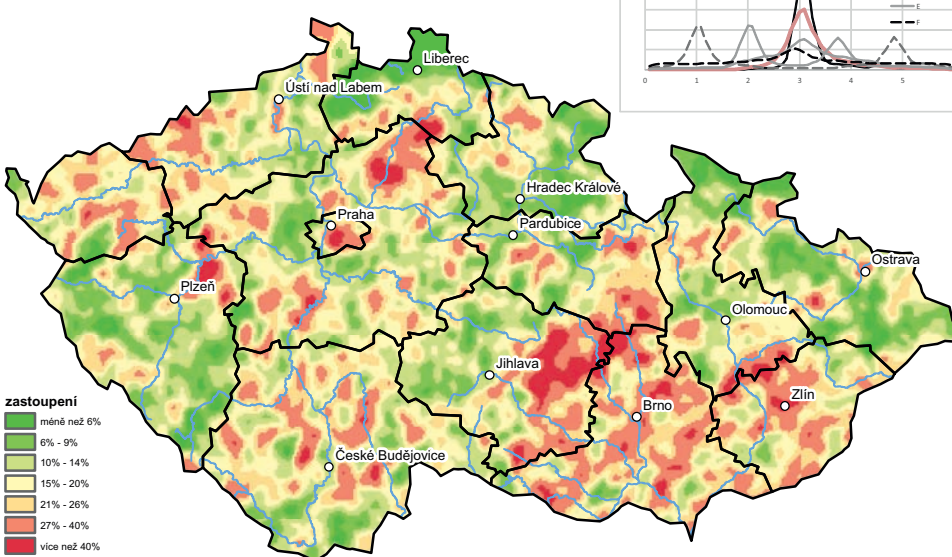 E
F
0 1 2 3 4 5
Liberec
Ústí nad Labem
Hradec Králové
Praha
Pardubice
Ostrava
Plzeň
Olomouc
Jihlava
Zlín
Brno
České Budějovice
zastoupení
méně než 6%
6% - 9%
10% - 14%
15% - 20%
21% - 26%
27% - 40%
více než 40%